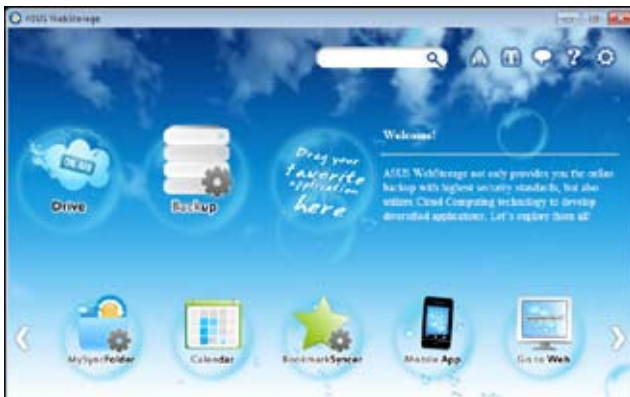 ASUS WebStorage
Welcome!
Drag your
favorite
application
here
ASUS WebStorage not only provides you the online
backup with highest security standards, but also
utilizes Cloud Computing technology to develop
diversified applications. Let's explore them all!
Drive
Backup
MySyncFolder
Calendar
BookmarkSyncer
Mobile App
Go to Web